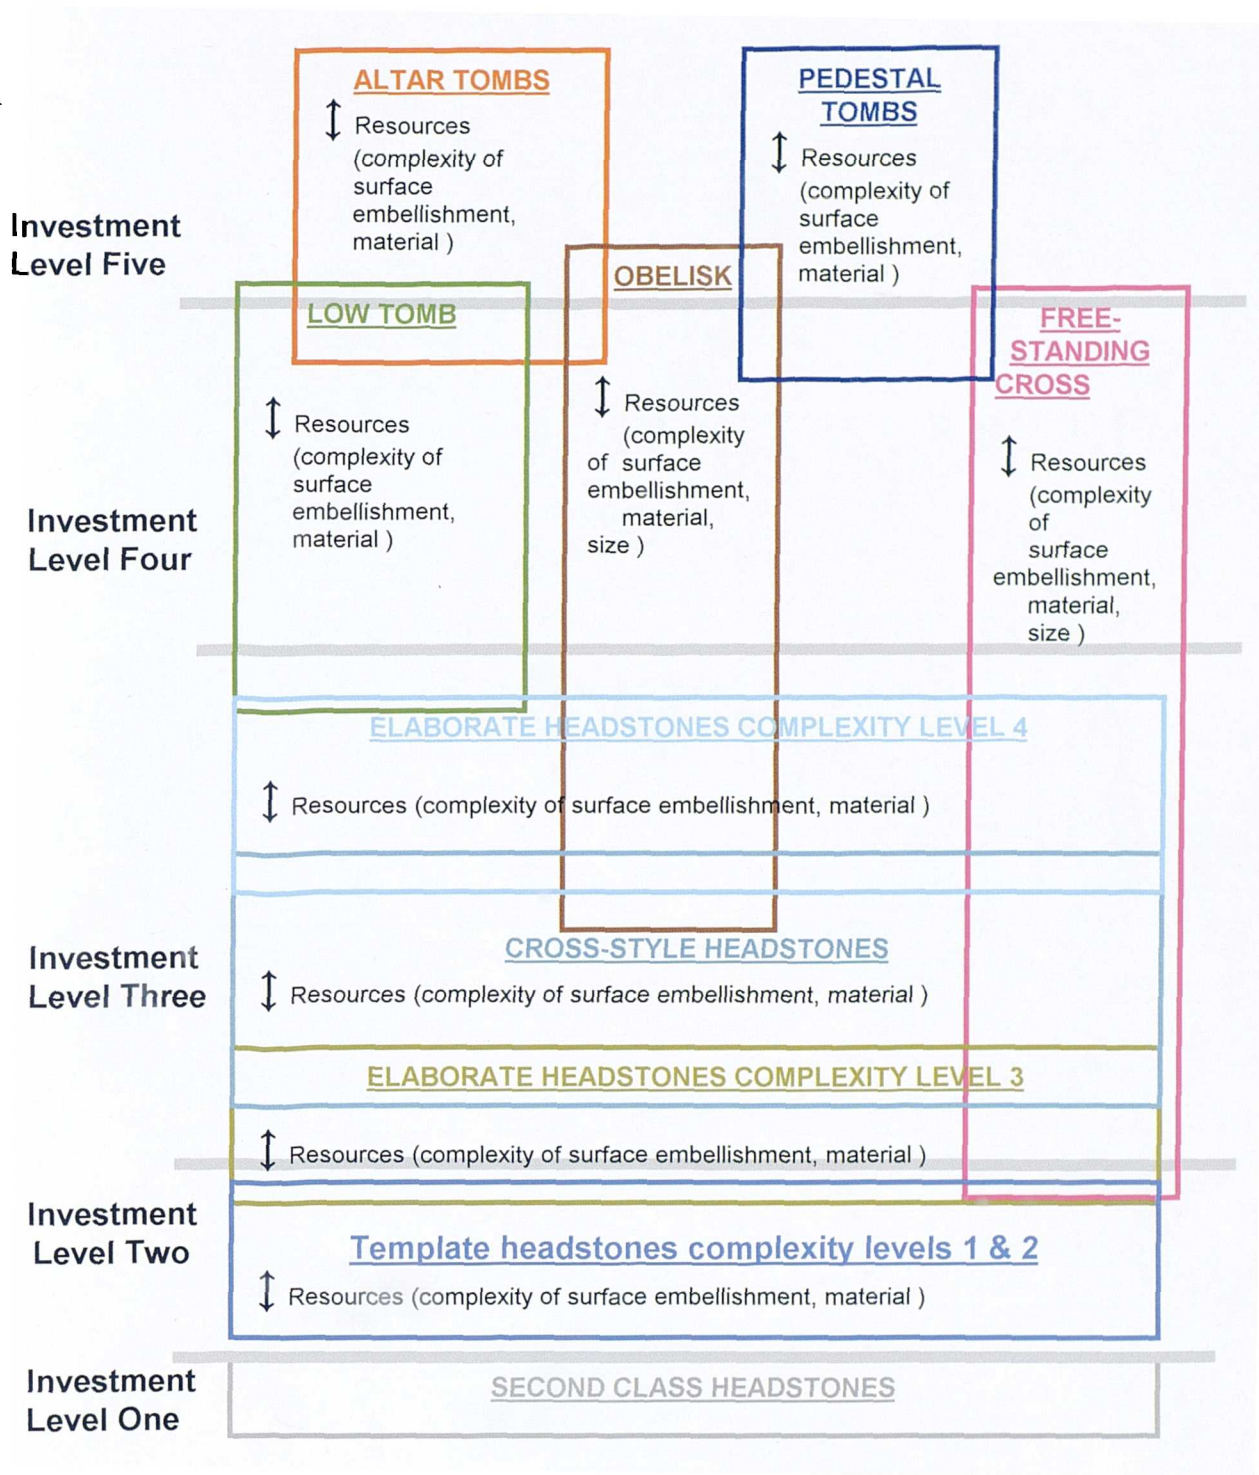 ALTAR TOMBS
Resources
(complexity of
surface
embellishment,
material )
PEDESTAL
TOMBS
Resources
(complexity of
surface
embellishment,
material )
Investment
Level Five
OBELISK
Resources
(complexity
of surface
embellishment,
material,
size )
LOW TOMB
Resources
(complexity of
surface
embellishment,
material )
FREE-
STANDING
CROSS
Resources
(complexity
of
surface
embellishment,
material,
size )
Investment
Level Four
ELABORATE HEADSTONES COMPLEXITY LEVEL 4
Resources (complexity of surface embellishment, material )
Investment
Level Three
CROSS-STYLE HEADSTONES
Resources (complexity of surface embellishment, material )
ELABORATE HEADSTONES COMPLEXITY LEVEL 3
Resources (complexity of surface embellishment, material )
Investment
Level Two
Template headstones complexity levels 1 & 2
Resources (complexity of surface embellishment, material )
Investment
Level One
SECOND CLASS HEADSTONES